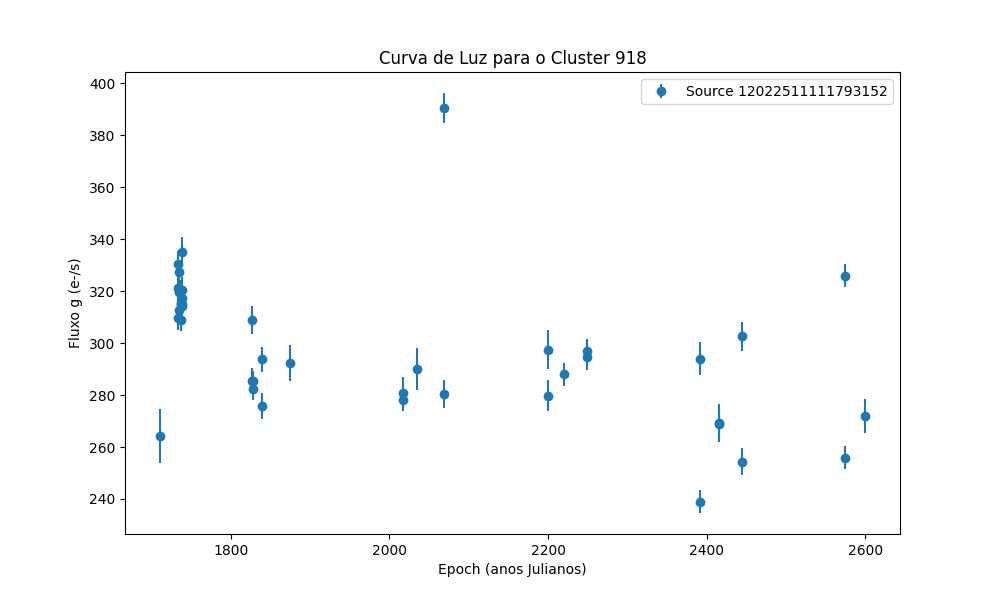 Curva de Luz para o Cluster 918
Source 12022511111793152
400
380
360
340
320
300
280
260
240
Fluxo g (e-/s)
1800 2000 2200 2400 2600
Epoch (anos Julianos)